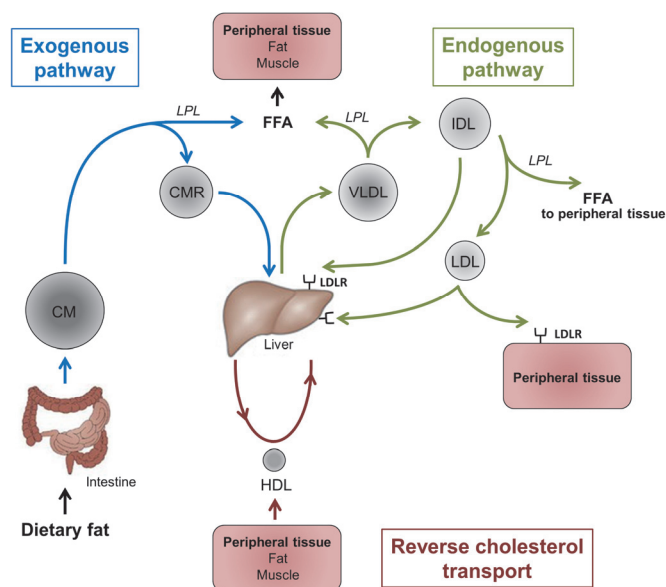 Exogenous
pathway
Peripheral tissue
Fat
Muscle
Endogenous
pathway
LPL
FFA
LPL
IDL
CMR
VLDL
LPL
FFA
to peripheral tissue
LDL
CM
LDLR
Liver
LDLR
Peripheral tissue
Intestine
HDL
Dietary fat
Peripheral tissue
Fat
Muscle
Reverse cholesterol
transport